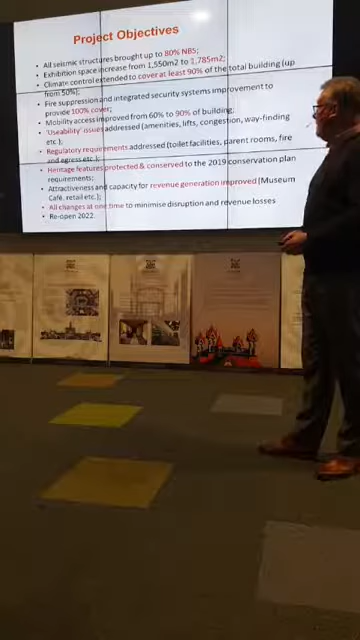 Project Objectives
• All seismic structures brought up to 80% NBS;
• Exhibition space increase from 1,550m2 to 1,785m2
• Climate control extended to cover at least 90% of the total building (up
from 50%);
• Fire suppression and integrated security systems improvement to
provide 100% cover;
• Mobility access improved from 60% to 90% of building;
• 'Useability' issues addressed (amenities, lifts, congestion, way-finding
etc.);
• Regulatory requirements addressed (toilet facilities, parent rooms, fire
and egress etc.);
• Heritage features protected & conserved to the 2019 conservation plan
requirements;
• Attractiveness and capacity for revenue generation improved (Museum
Café, retail etc.);
• All changes at one time to minimise disruption and revenue losses
• Re-open 2022.